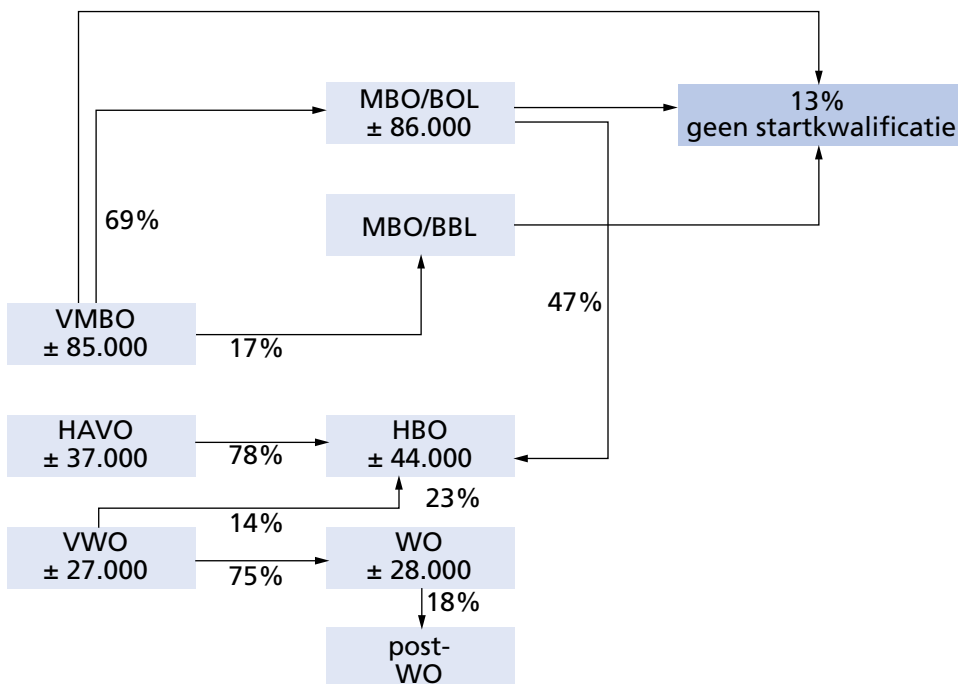 MBO/BOL
± 86.000
13%
geen startkwalificatie
69%
MBO/BBL
47%
VMBO
± 85.000
17%
HAVO
± 37.000
78%
HBO
± 44.000
23%
14%
VWO
± 27.000
75%
WO
± 28.000
18%
post-
WO